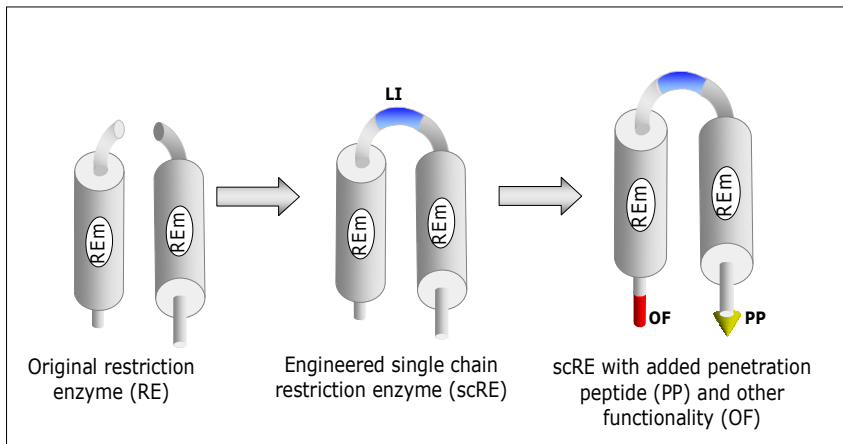 LI
REm
REm
REm
REm
REm
REm
OF
PP
Original restriction
enzyme (RE)
Engineered single chain
restriction enzyme (scRE)
scRE with added penetration
peptide (PP) and other
functionality (OF)